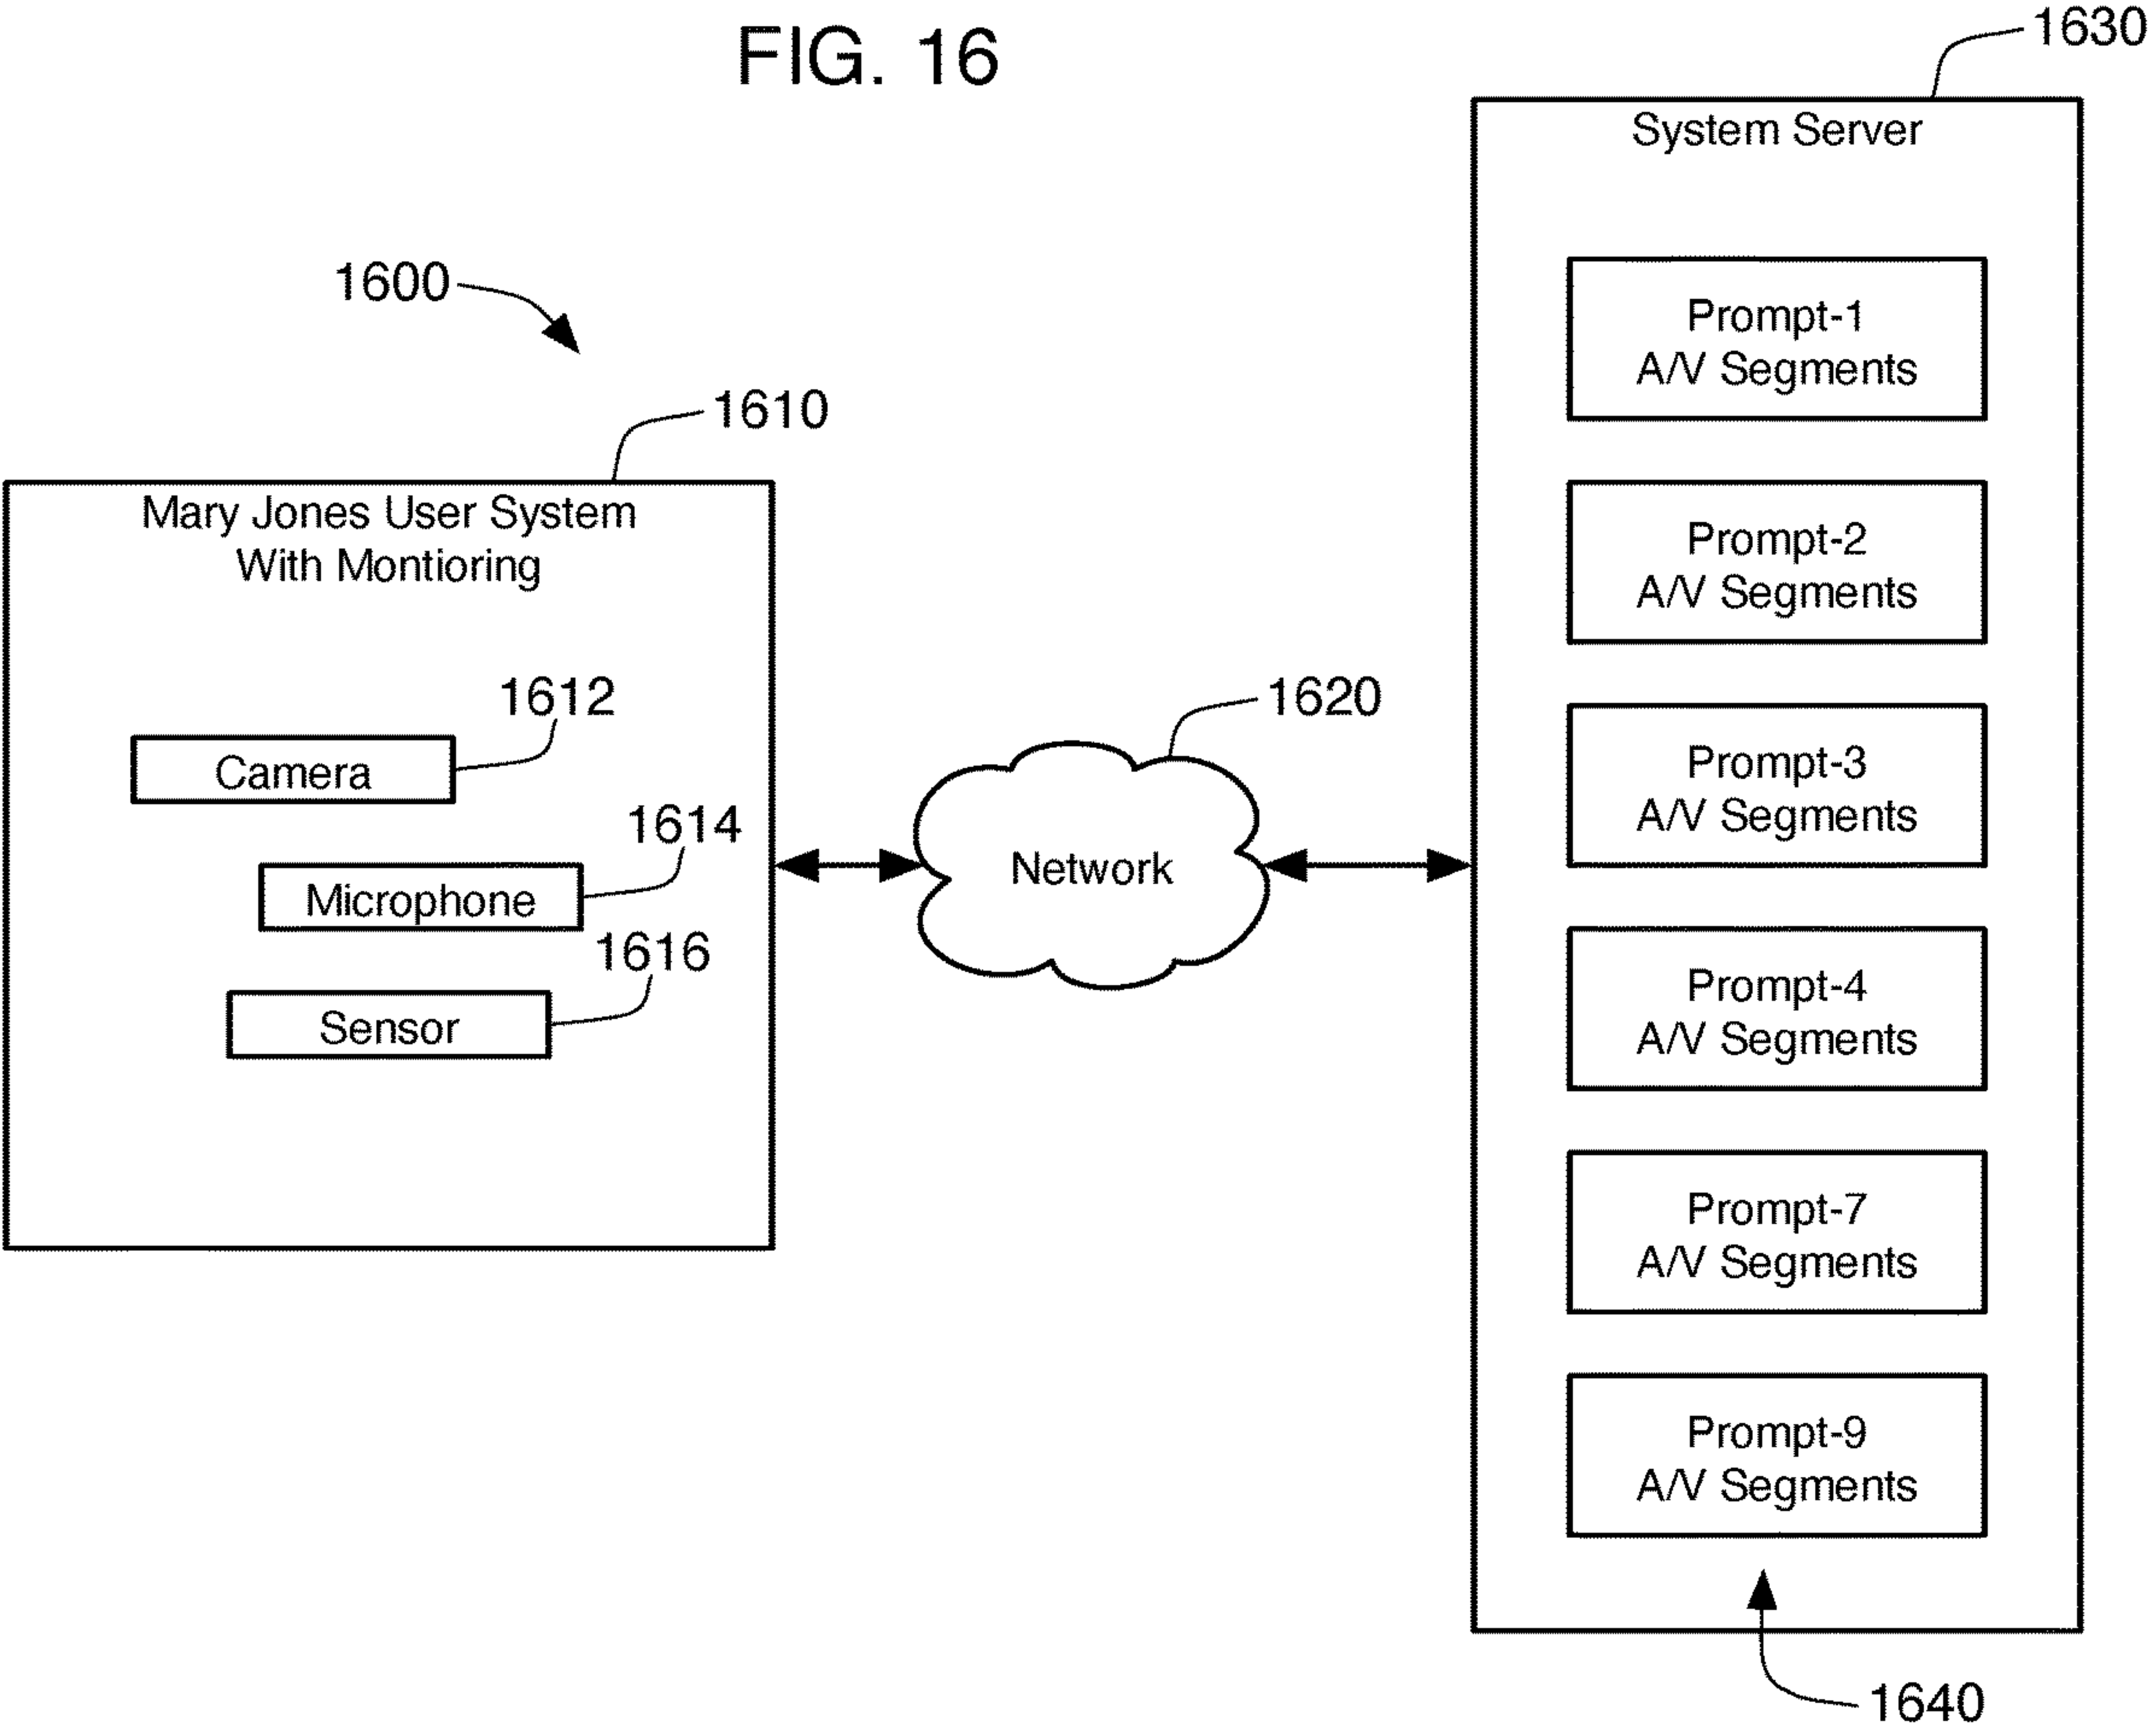 FIG. 16
1630
System Server
1600
1610
Mary Jones User System
With Montioring
1612
Camera
1614
Microphone
1616
Sensor
1620
Network
Prompt-1
A/V Segments
Prompt-2
A/V Segments
Prompt-3
A/V Segments
Prompt-4
A/V Segments
Prompt-7
A/V Segments
Prompt-9
A/V Segments
1640